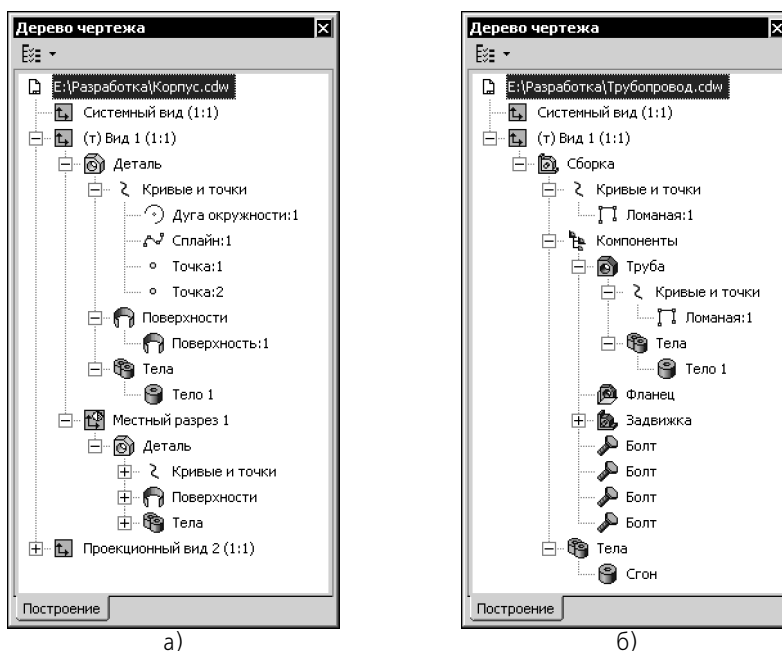 Дерево чертежа
E:\Разработка\Корпус.cdw
Системный вид (1:1)
(т) Вид 1 (1:1)
Деталь
Кривые и точки
Дуга окружности:1
Сплайн:1
Точка:1
Точка:2
Поверхности
Поверхность:1
Тела
Тело 1
Местный разрез 1
Деталь
Кривые и точки
Поверхности
Тела
Проекционный вид 2 (1:1)
Построение
а)
Дерево чертежа
E:\Разработка\Трубопровод.cdw
Системный вид (1:1)
(т) Вид 1 (1:1)
Сборка
Кривые и точки
Ломаная:1
Компоненты
Труба
Кривые и точки
Ломаная:1
Тела
Тело 1
Фланец
Задвижка
Болт
Болт
Болт
Болт
Тела
Сгон
Построение
б)